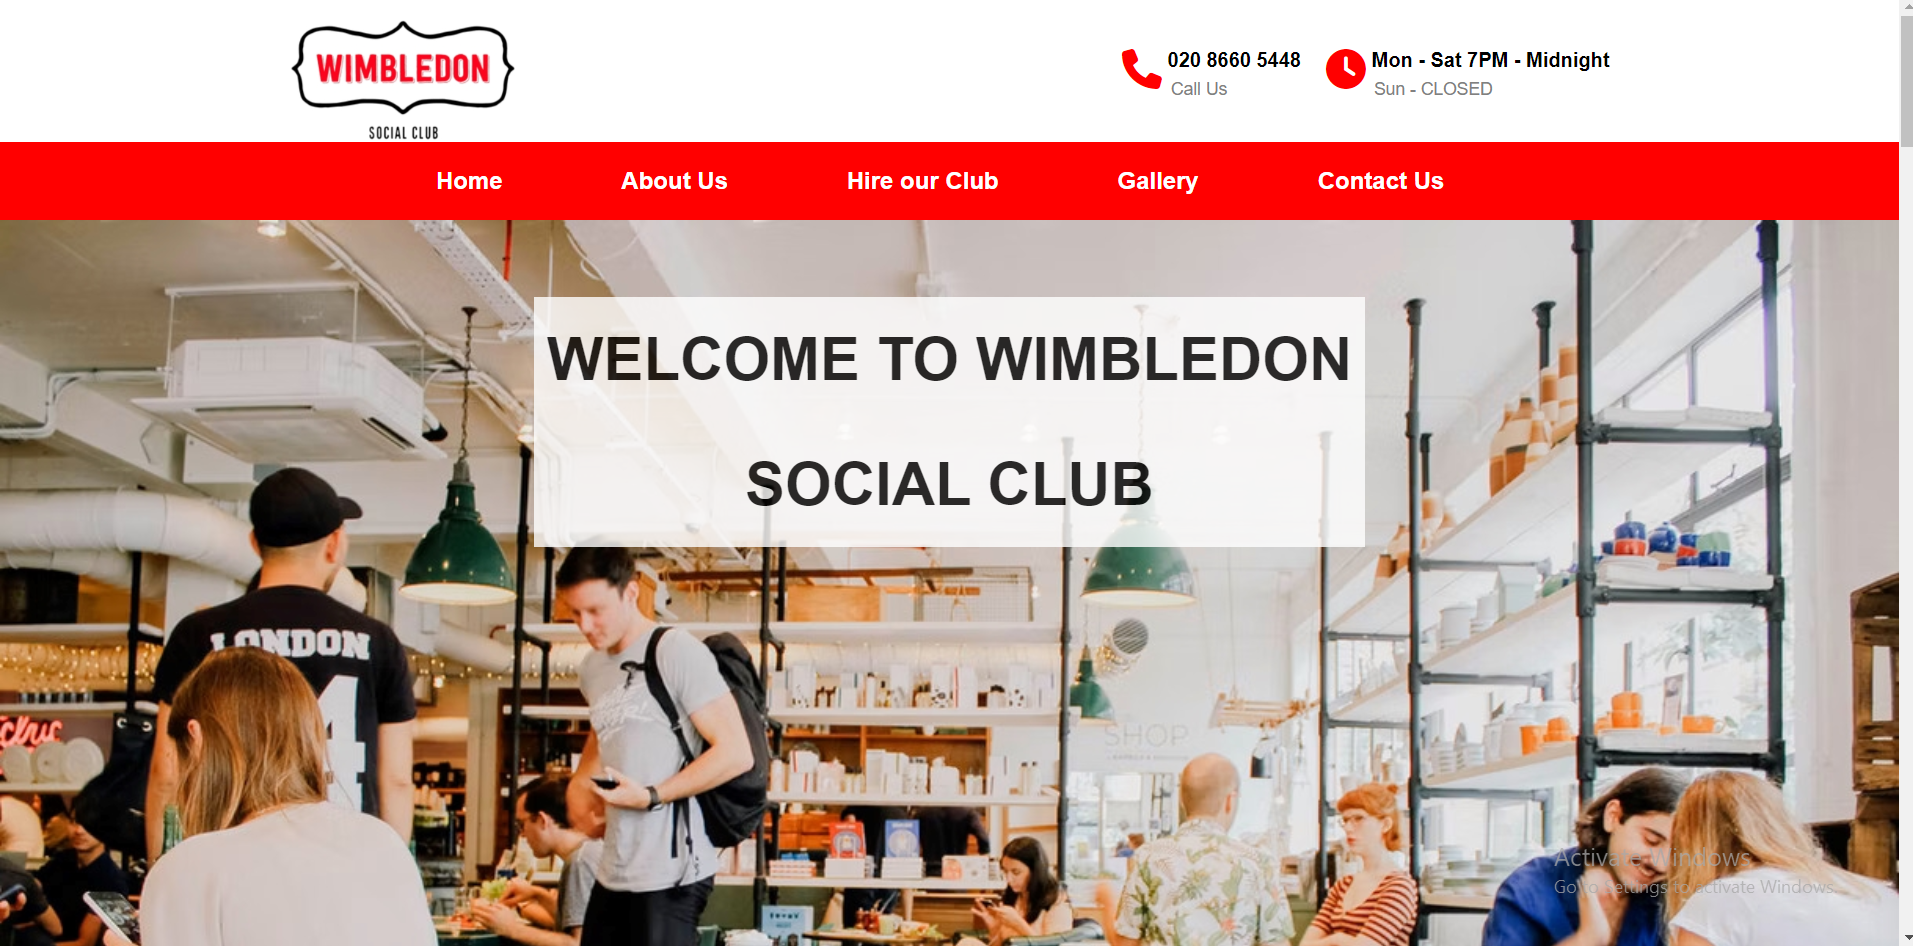 WIMBLEDON
SOCIAL CLUB
020 8660 5448
Call Us
Mon - Sat 7PM - Midnight
Sun - CLOSED
Home
About Us
Hire our Club
Gallery
Contact Us
WELCOME TO WIMBLEDON
SOCIAL CLUB
LONDON
4
SHOP
Activate Windows
Go to Settings to activate Windows.